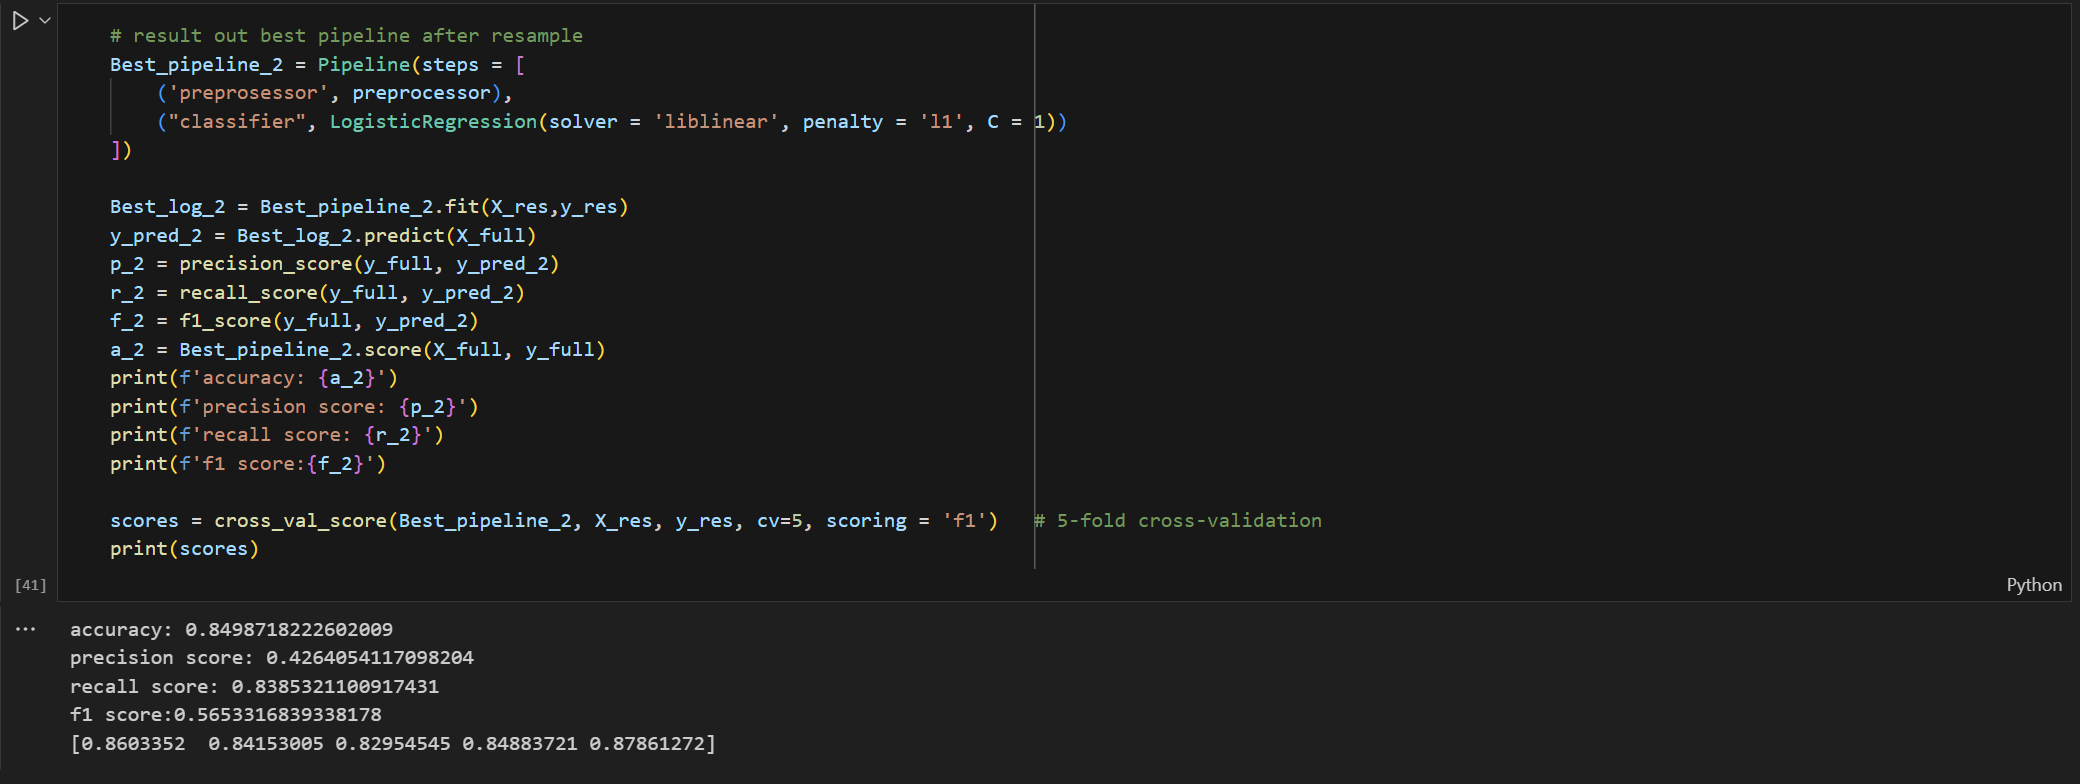 # result out best pipeline after resample
Best_pipeline_2 = Pipeline(steps = [
    ('preprosessor', preprocessor),
    ("classifier", LogisticRegression(solver = 'liblinear', penalty = 'l1', C = 1))
])
Best_log_2 = Best_pipeline_2.fit(X_res,y_res)
y_pred_2 = Best_log_2.predict(X_full)
p_2 = precision_score(y_full, y_pred_2)
r_2 = recall_score(y_full, y_pred_2)
f_2 = f1_score(y_full, y_pred_2)
a_2 = Best_pipeline_2.score(X_full, y_full)
print(f'accuracy: {a_2}')
print(f'precision score: {p_2}')
print(f'recall score: {r_2}')
print(f'f1 score:{f_2}')
scores = cross_val_score(Best_pipeline_2, X_res, y_res, cv=5, scoring = 'f1')   # 5-fold cross-validation
print(scores)
[41]
Python
accuracy: 0.8498718222602009
precision score: 0.4264054117098204
recall score: 0.8385321100917431
f1 score:0.5653316839338178
[0.8603352  0.84153005 0.82954545 0.84883721 0.87861272]